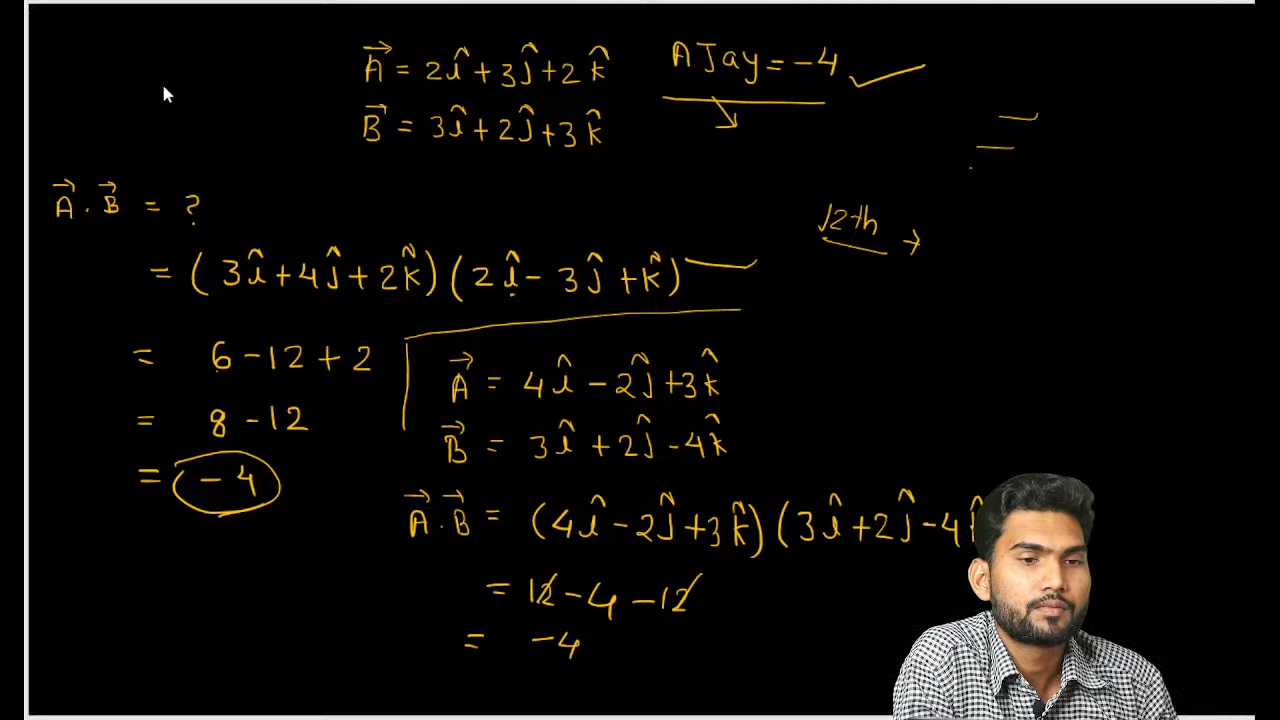 A⃗ = 2î + 3ĵ + 2k̂
AJay = -4
B⃗ = 3î + 2ĵ + 3k̂
A⃗ . B⃗ = ?
12th →
= (3î + 4ĵ + 2k̂) (2î - 3ĵ + k̂)
= 6 - 12 + 2
A⃗ = 4î - 2ĵ + 3k̂
= 8 - 12
B⃗ = 3î + 2ĵ - 4k̂
= -4
A⃗ . B⃗ = (4î - 2ĵ + 3k̂) (3î + 2ĵ - 4k̂
= 12 - 4 - 12
= -4